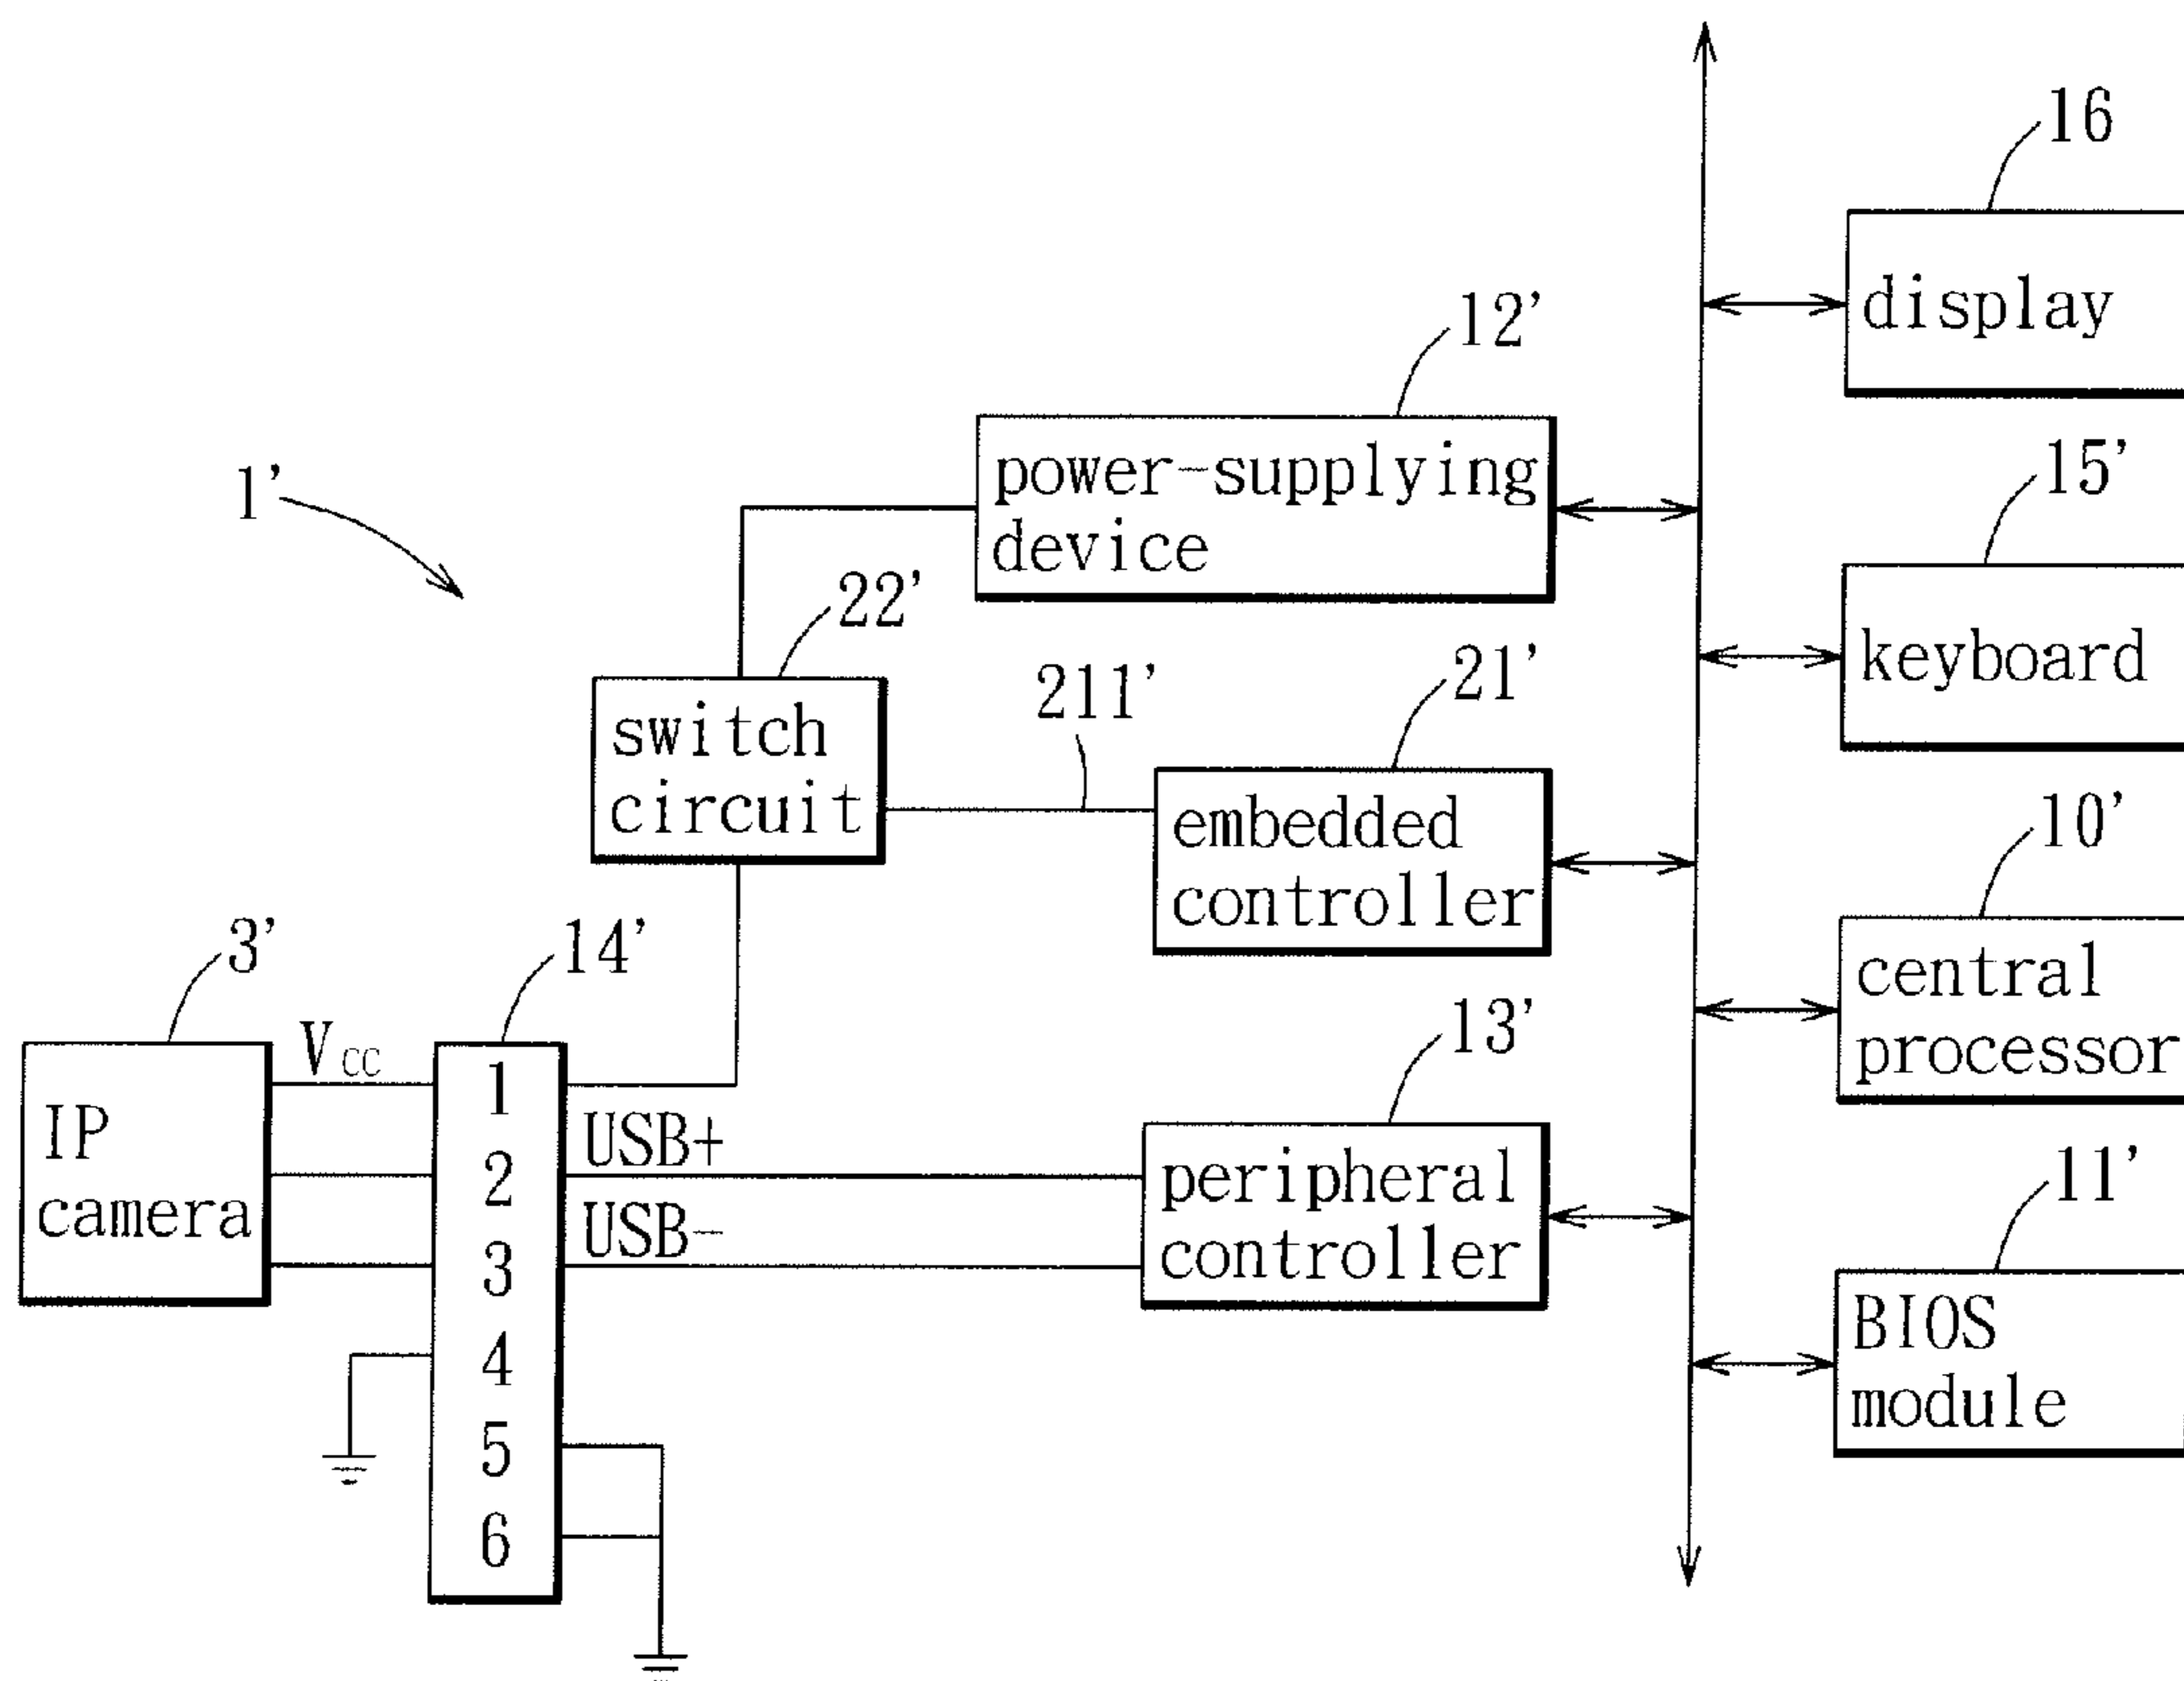 16
display
12'
power-supplying
device
15'
keyboard
1'
22'
switch
circuit
211'
21'
embedded
controller
10'
central
processor
3'
IP
camera
Vcc
14'
1
2
3
4
5
6
USB+
USB-
13'
peripheral
controller
11'
BIOS
module